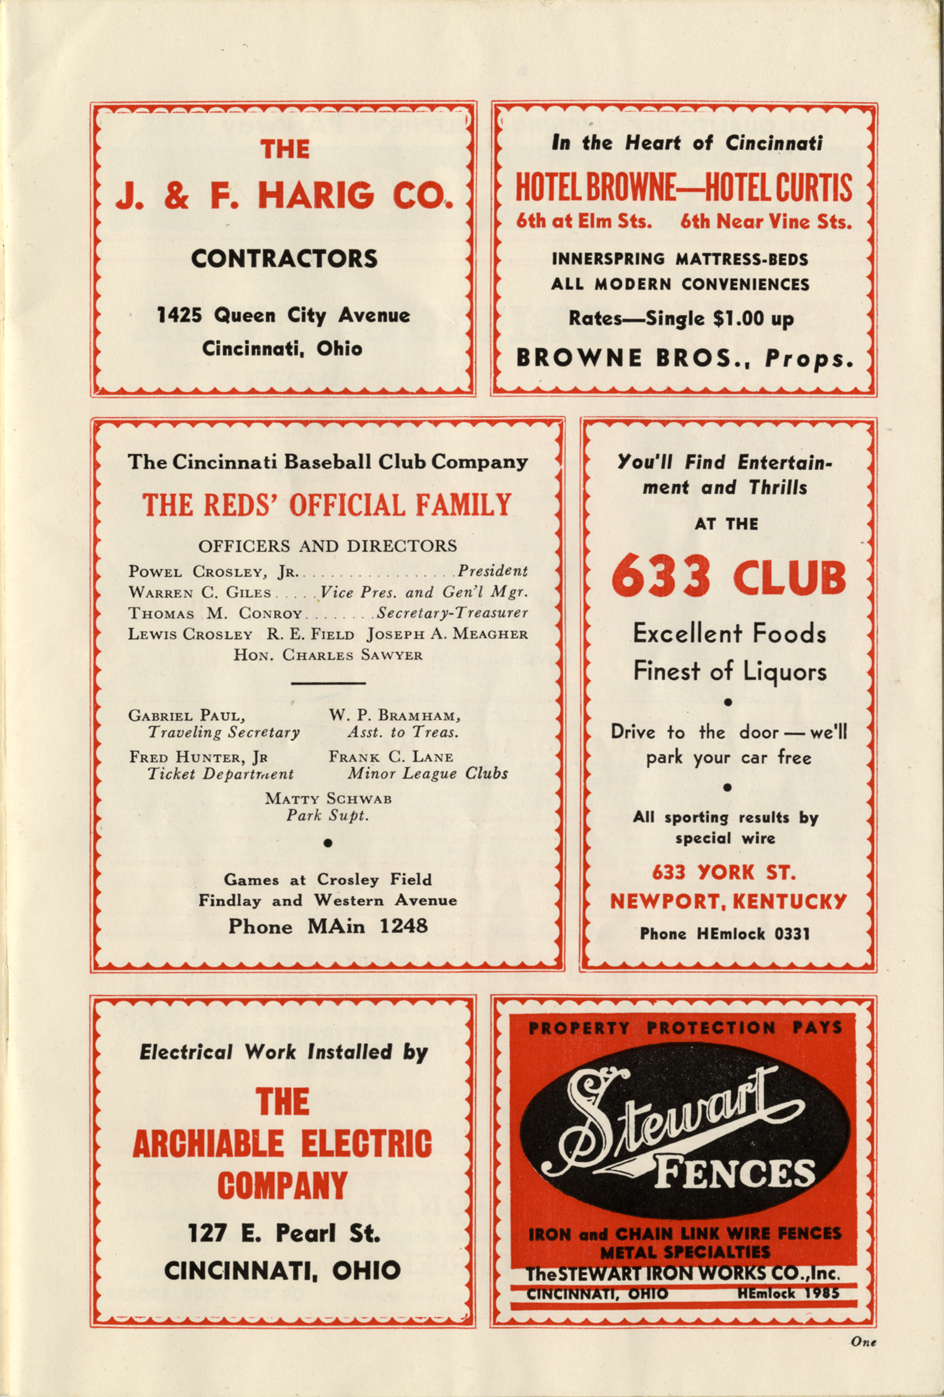 THE
J. & F. HARIG CO.
CONTRACTORS
1425 Queen City Avenue
Cincinnati, Ohio
In the Heart of Cincinnati
HOTEL BROWNE—HOTEL CURTIS
6th at Elm Sts. 6th Near Vine Sts.
INNERSPRING MATTRESS-BEDS
ALL MODERN CONVENIENCES
Rates—Single $1.00 up
BROWNE BROS., Props.
The Cincinnati Baseball Club Company
THE REDS' OFFICIAL FAMILY
OFFICERS AND DIRECTORS
POWEL CROSLEY, JR. . . . . . . . . . . . . . . . . . President
WARREN C. GILES . . . . . Vice Pres. and Gen'l Mgr.
THOMAS M. CONROY . . . . . . . . Secretary-Treasurer
LEWIS CROSLEY R. E. FIELD JOSEPH A. MEAGHER
HON. CHARLES SAWYER
GABRIEL PAUL, W. P. BRAMHAM,
Traveling Secretary Asst. to Treas.
FRED HUNTER, JR FRANK C. LANE
Ticket Department Minor League Clubs
MATTY SCHWAB
Park Supt.
•
Games at Crosley Field
Findlay and Western Avenue
Phone MAin 1248
You'll Find Entertain-
ment and Thrills
AT THE
633 CLUB
Excellent Foods
Finest of Liquors
•
Drive to the door — we'll
park your car free
•
All sporting results by
special wire
633 YORK ST.
NEWPORT, KENTUCKY
Phone HEmlock 0331
Electrical Work Installed by
THE
ARCHIABLE ELECTRIC
COMPANY
127 E. Pearl St.
CINCINNATI, OHIO
PROPERTY PROTECTION PAYS
Stewart
FENCES
IRON and CHAIN LINK WIRE FENCES
METAL SPECIALTIES
The STEWART IRON WORKS CO., Inc.
CINCINNATI, OHIO HEmlock 1985
One